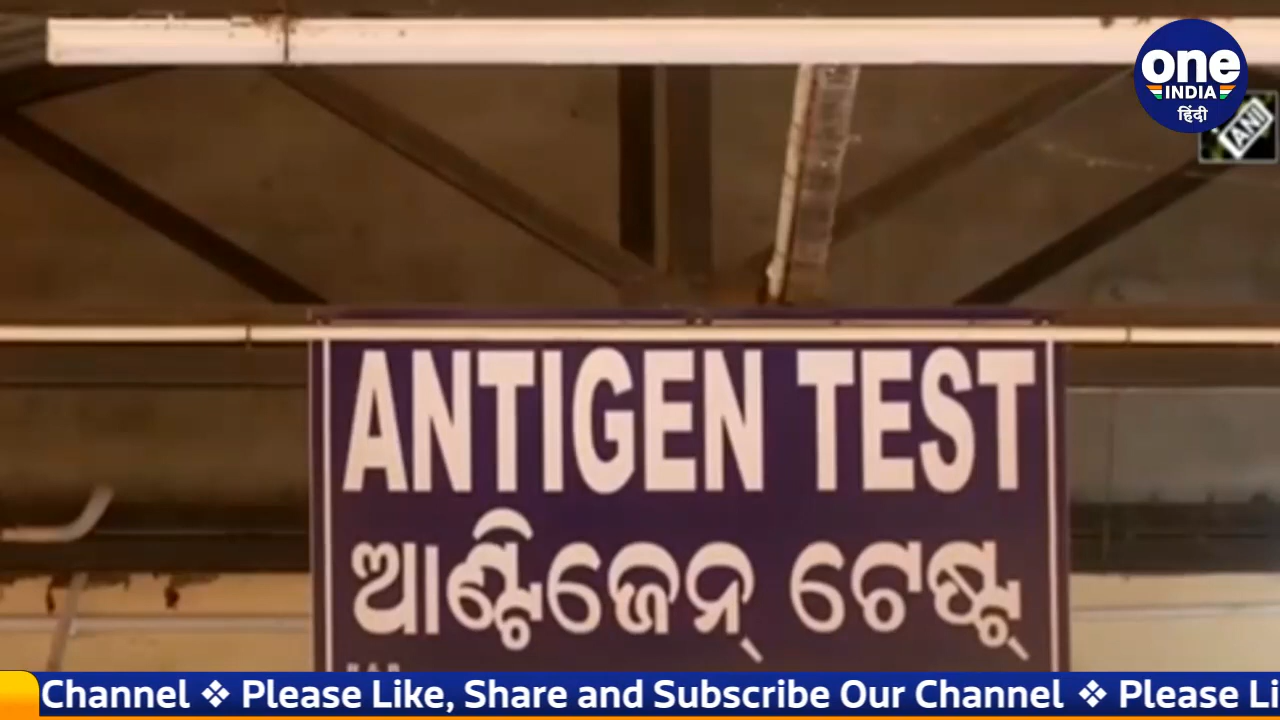 one
INDIA
हिंदी
ANI
ANTIGEN TEST
ଆଣ୍ଟିଜେନ୍ ଟେଷ୍ଟ୍
Channel ❖ Please Like, Share and Subscribe Our Channel ❖ Please Li